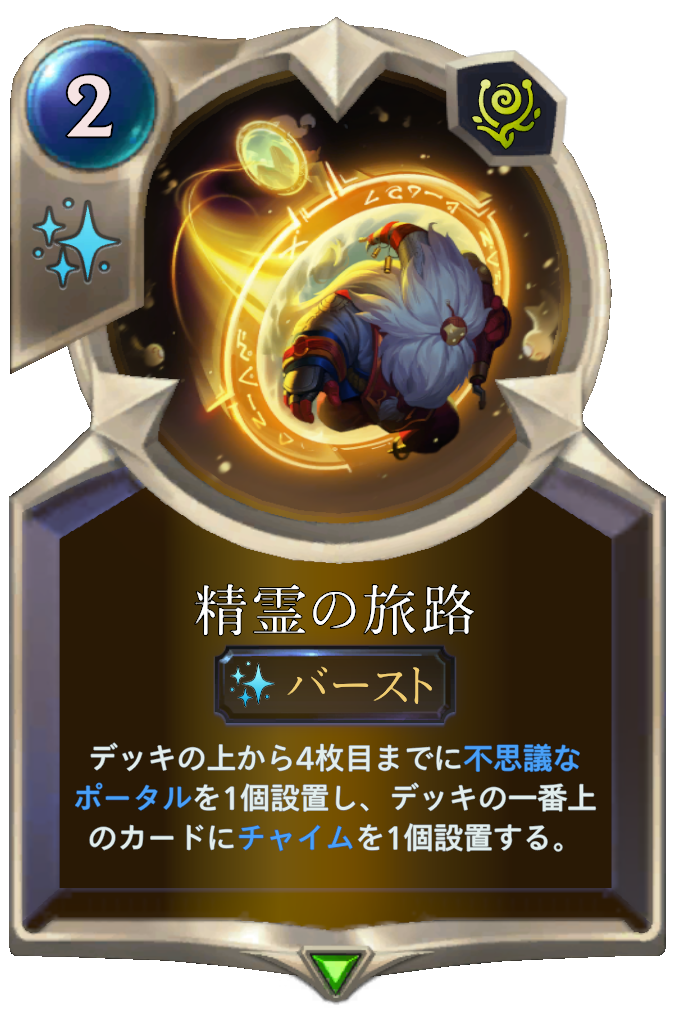 2
精霊の旅路
バースト
デッキの上から4枚目までに不思議な
ポータルを1個設置し、デッキの一番上
のカードにチャイムを1個設置する。